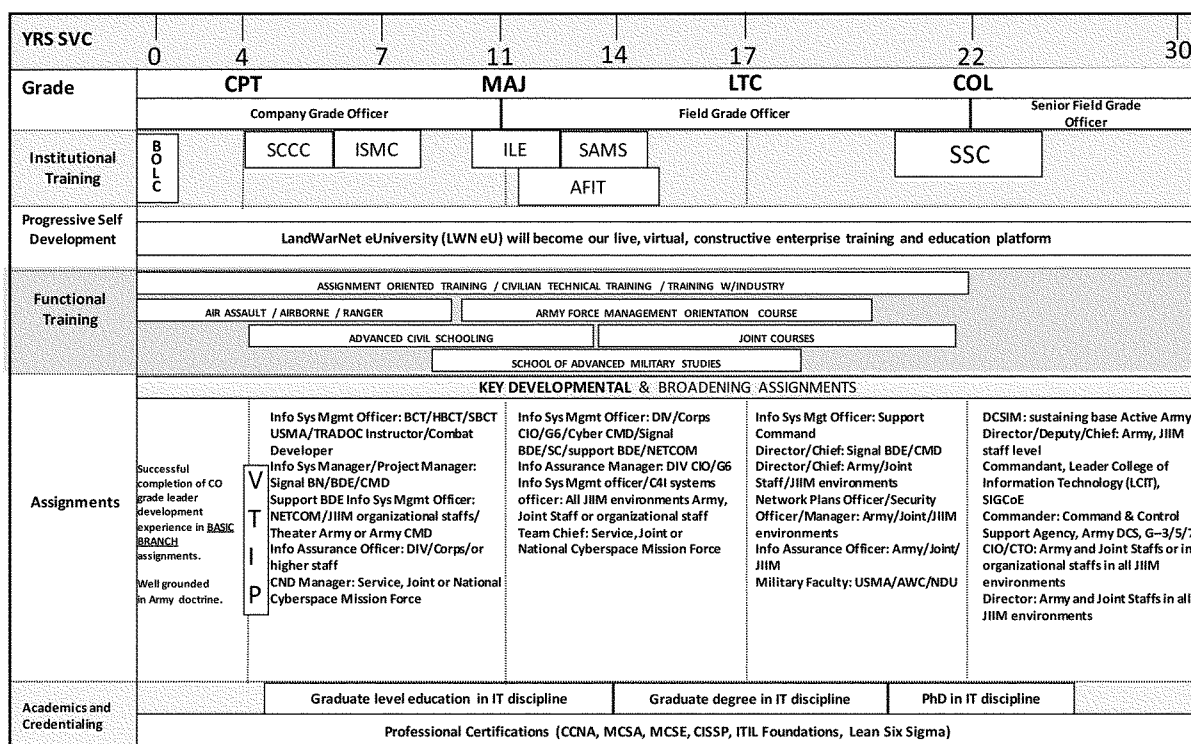 YRS SVC
0 4 7 11 14 17 22 30
Grade
CPT MAJ LTC COL
Company Grade Officer
Field Grade Officer
Senior Field Grade
Officer
Institutional
Training
B
O
L
C
SCCC
ISMC
ILE
SAMS
AFIT
SSC
Progressive Self
Development
LandWarNet eUniversity (LWN eU) will become our live, virtual, constructive enterprise training and education platform
Functional
Training
ASSIGNMENT ORIENTED TRAINING / CIVILIAN TECHNICAL TRAINING / TRAINING W/INDUSTRY
AIR ASSAULT / AIRBORNE / RANGER
ARMY FORCE MANAGEMENT ORIENTATION COURSE
ADVANCED CIVIL SCHOOLING
JOINT COURSES
SCHOOL OF ADVANCED MILITARY STUDIES
Assignments
KEY DEVELOPMENTAL & BROADENING ASSIGNMENTS
Successful
completion of CO
grade leader
development
experience in BASIC
BRANCH
assignments.
Well grounded
in Army doctrine.
V
T
I
P
Info Sys Mgmt Officer: BCT/HBCT/SBCT
USMA/TRADOC Instructor/Combat
Developer
Info Sys Manager/Project Manager:
Signal BN/BDE/CMD
Support BDE Info Sys Mgmt Officer:
NETCOM/JIIM organizational staffs/
Theater Army or Army CMD
Info Assurance Officer: DIV/Corps/or
higher staff
CND Manager: Service, Joint or National
Cyberspace Mission Force
Info Sys Mgmt Officer: DIV/Corps
CIO/G6/Cyber CMD/Signal
BDE/SC/support BDE/NETCOM
Info Assurance Manager: DIV CIO/G6
Info Sys Mgmt officer/C4I systems
officer: All JIIM environments Army,
Joint Staff or organizational staff
Team Chief: Service, Joint or
National Cyberspace Mission Force
Info Sys Mgt Officer: Support
Command
Director/Chief: Signal BDE/CMD
Director/Chief: Army/Joint
Staff/JIIM environments
Network Plans Officer/Security
Officer/Manager: Army/Joint/JIIM
environments
Info Assurance Officer: Army/Joint/
JIIM
Military Faculty: USMA/AWC/NDU
DCSIM: sustaining base Active Army
Director/Deputy/Chief: Army, JIIM
staff level
Commandant, Leader College of
Information Technology (LCIT),
SIGCoE
Commander: Command & Control
Support Agency, Army DCS, G--3/5/7
CIO/CTO: Army and Joint Staffs or in
organizational staffs in all JIIM
environments
Director: Army and Joint Staffs in all
JIIM environments
Academics and
Credentialing
Graduate level education in IT discipline
Graduate degree in IT discipline
PhD in IT discipline
Professional Certifications (CCNA, MCSA, MCSE, CISSP, ITIL Foundations, Lean Six Sigma)